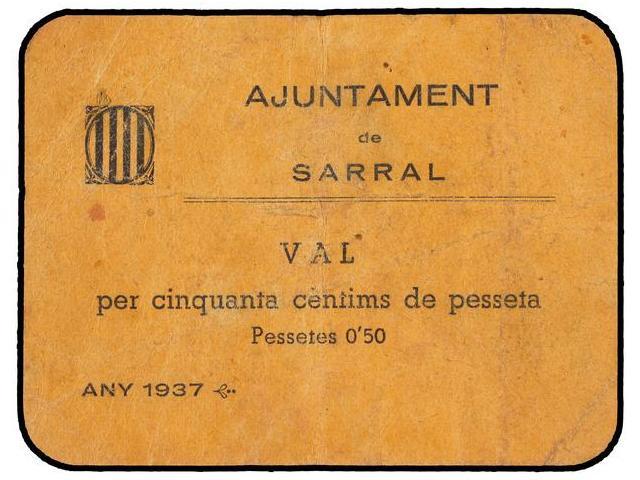 AJUNTAMENT
de
SARRAL
VAL
per cinquanta cèntims de pesseta
Pessetes 0'50
ANY 1937